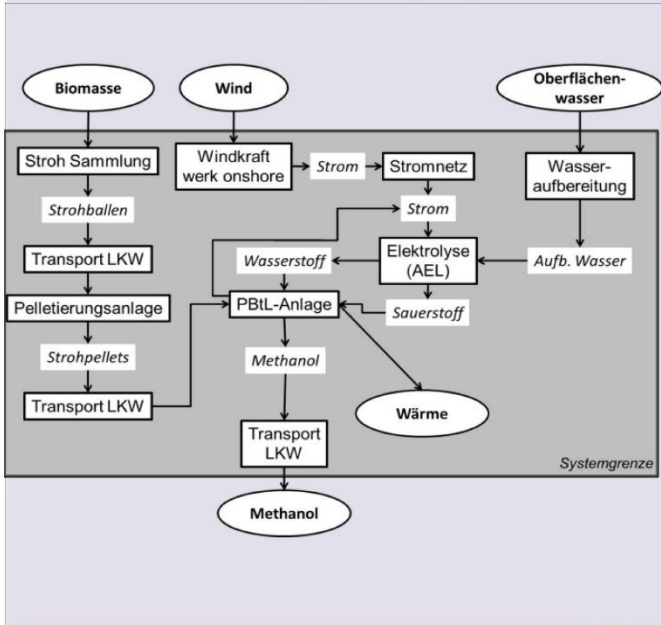 Biomasse
Wind
Oberflächen-
wasser
Stroh Sammlung
Windkraft
werk onshore
Strom
Stromnetz
Wasser-
aufbereitung
Strohballen
Strom
Transport LKW
Wasserstoff
Elektrolyse
(AEL)
Aufb. Wasser
Pelletierungsanlage
PBtL-Anlage
Sauerstoff
Strohpellets
Methanol
Transport LKW
Wärme
Transport
LKW
Systemgrenze
Methanol